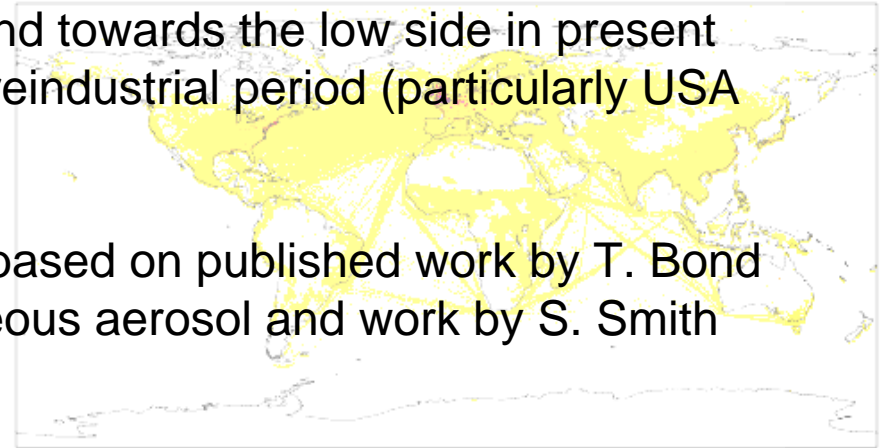 nd towards the low side in present
reindustrial period (particularly USA
based on published work by T. Bond
eous aerosol and work by S. Smith